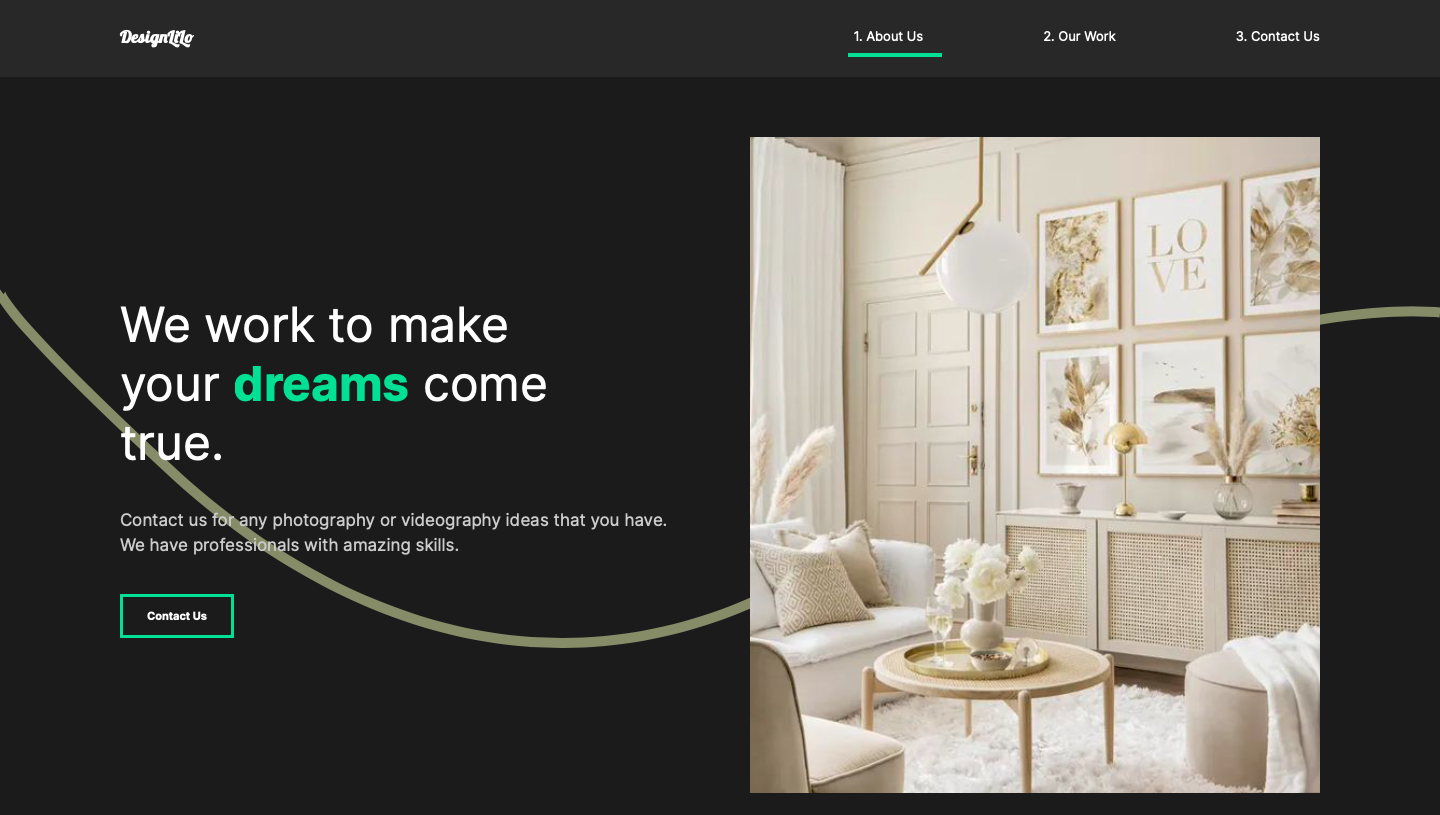 DesignLiLo
1. About Us
2. Our Work
3. Contact Us
We work to make
your dreams come
true.
Contact us for any photography or videography ideas that you have.
We have professionals with amazing skills.
Contact Us
LO
VE